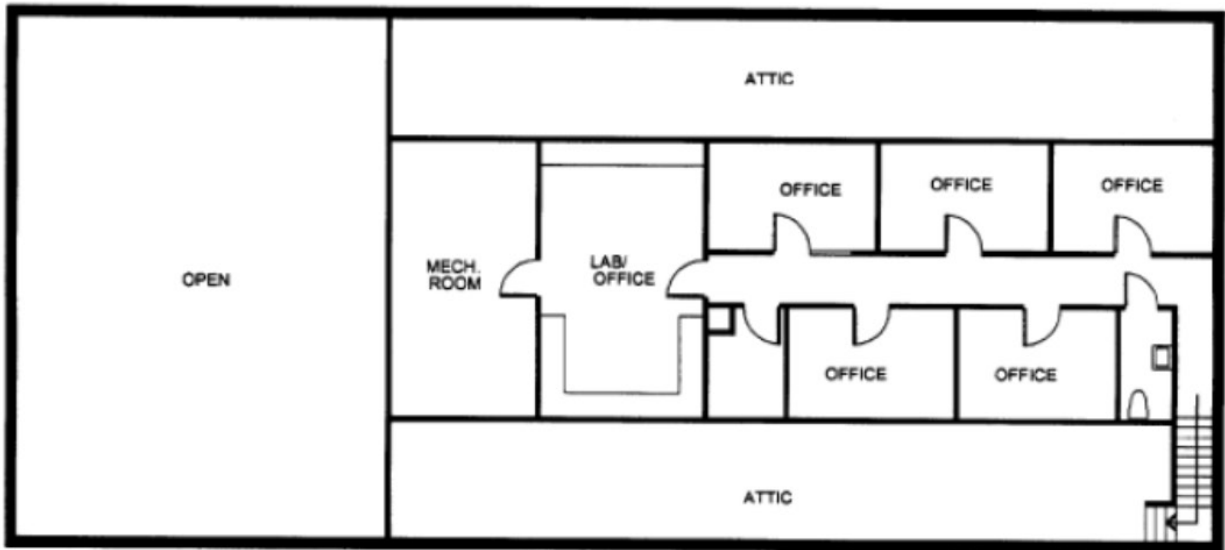 ATTIC
OFFICE
OFFICE
OFFICE
OPEN
MECH.
ROOM
LAB/
OFFICE
OFFICE
OFFICE
ATTIC